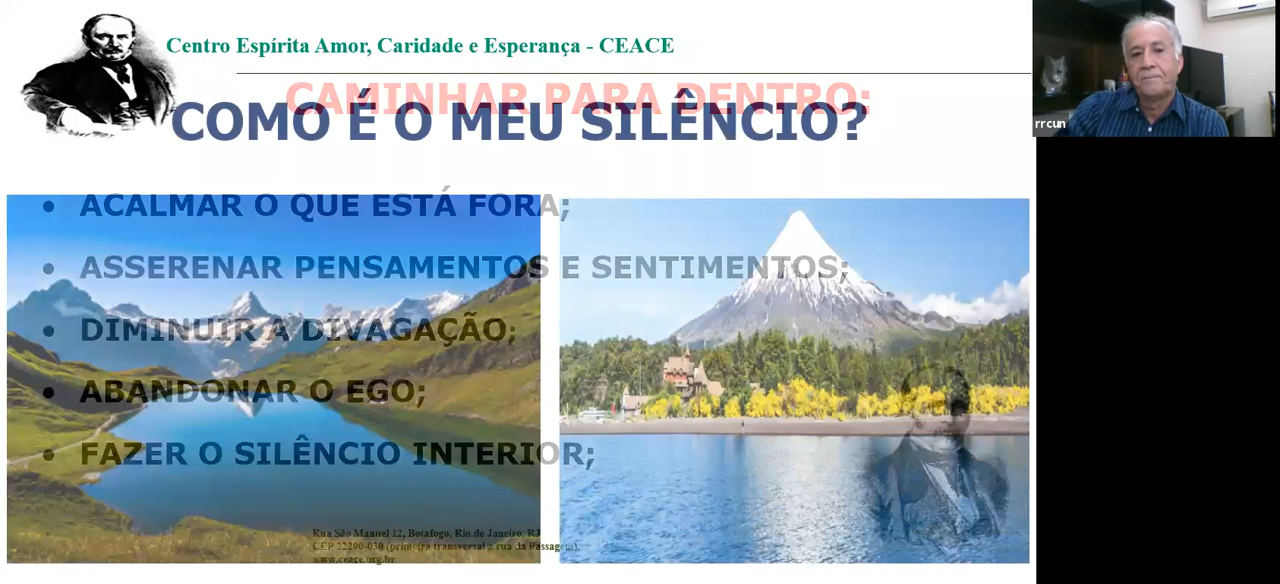 Centro Espírita Amor, Caridade e Esperança - CEACE
CAMINHAR PARA DENTRO:
COMO É O MEU SILÊNCIO?
rrcun
• ACALMAR O QUE ESTÁ FORA;
• ASSERENAR PENSAMENTOS E SENTIMENTOS;
• DIMINUIR A DIVAGAÇÃO;
• ABANDONAR O EGO;
• FAZER O SILÊNCIO INTERIOR;
Rua São Manuel 12, Botafogo, Rio de Janeiro, RJ
CEP 22290-030 (primeira transversal à rua da Passagem).
www.ceace.org.br